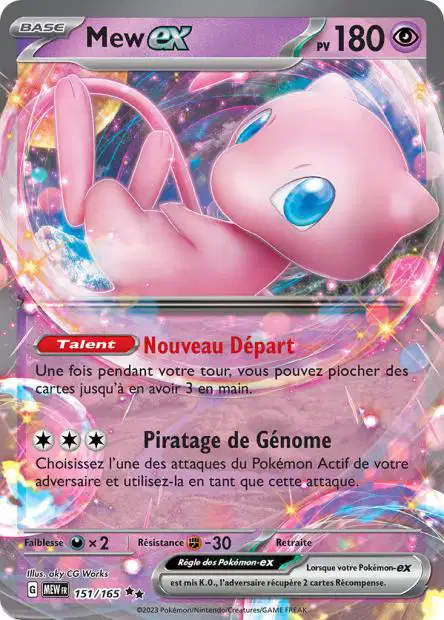 BASE
Mew ex PV 180
Talent Nouveau Départ
Une fois pendant votre tour, vous pouvez piocher des
cartes jusqu'à en avoir 3 en main.
Piratage de Génome
Choisissez l'une des attaques du Pokémon Actif de votre
adversaire et utilisez-la en tant que cette attaque.
Faiblesse ×2 Résistance -30 Retraite
Illus. aky CG Works
G MEW FR 151/165
Règle des Pokémon-ex Lorsque votre Pokémon-ex
est mis K.O., l'adversaire récupère 2 cartes Récompense.
©2023 Pokémon/Nintendo/Creatures/GAME FREAK